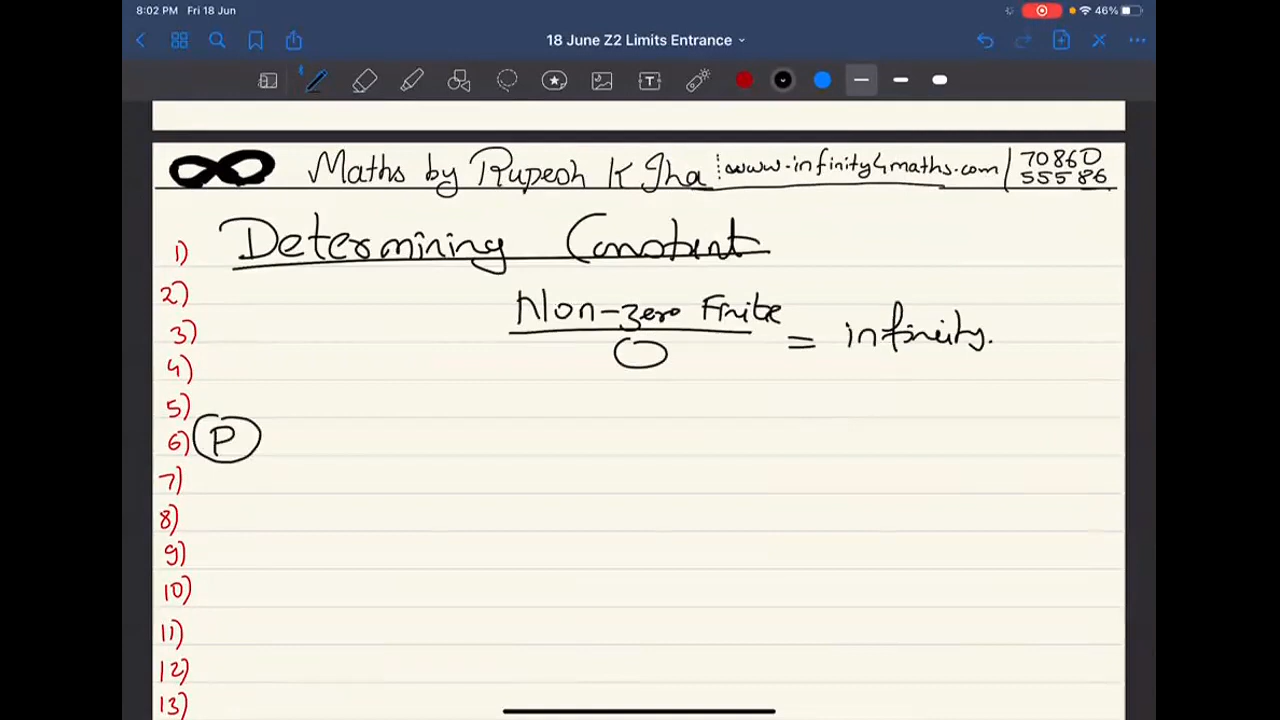 8:02 PM Fri 18 Jun
46%
18 June Z2 Limits Entrance
T
∞ Maths by Rupesh K Jha www.infinity4maths.com 70860
55586
1) Determining Constant
2) Non-zero Finite
3) 0 = infinity.
4)
5)
6) P
7)
8)
9)
10)
11)
12)
13)